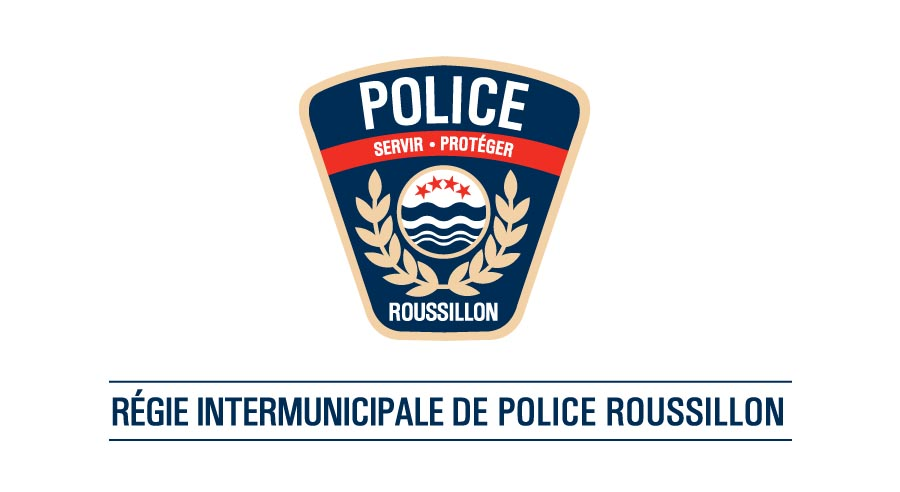 POLICE
SERVIR • PROTÉGER
ROUSSILLON
RÉGIE INTERMUNICIPALE DE POLICE ROUSSILLON